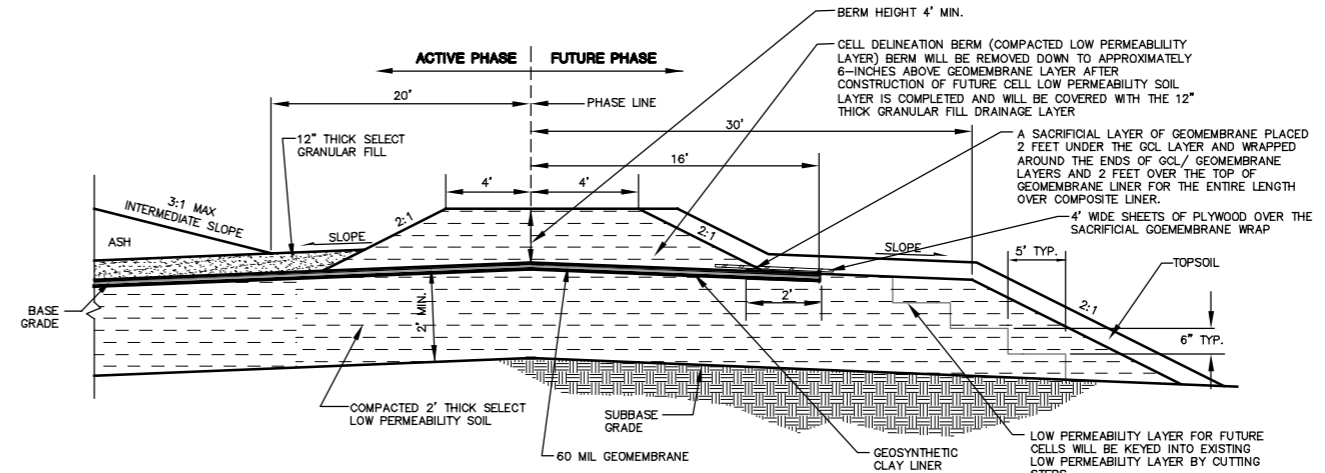 BERM HEIGHT 4' MIN.
CELL DELINEATION BERM (COMPACTED LOW PERMEABLILITY
LAYER) BERM WILL BE REMOVED DOWN TO APPROXIMATELY
6-INCHES ABOVE GEOMEMBRANE LAYER AFTER
CONSTRUCTION OF FUTURE CELL LOW PERMEABILITY SOIL
LAYER IS COMPLETED AND WILL BE COVERED WITH THE 12"
THICK GRANULAR FILL DRAINAGE LAYER
ACTIVE PHASE
FUTURE PHASE
20'
PHASE LINE
30'
12" THICK SELECT
GRANULAR FILL
16'
A SACRIFICIAL LAYER OF GEOMEMBRANE PLACED
2 FEET UNDER THE GCL LAYER AND WRAPPED
AROUND THE ENDS OF GCL/ GEOMEMBRANE
LAYERS AND 2 FEET OVER THE TOP OF
GEOMEMBRANE LINER FOR THE ENTIRE LENGTH
OVER COMPOSITE LINER.
4'
4'
3:1 MAX
INTERMEDIATE SLOPE
ASH
SLOPE
2:1
2:1
4' WIDE SHEETS OF PLYWOOD OVER THE
SACRIFICIAL GOEMEMBRANE WRAP
SLOPE
5' TYP.
TOPSOIL
2:1
BASE
GRADE
2' MIN.
2'
6" TYP.
COMPACTED 2' THICK SELECT
LOW PERMEABILITY SOIL
SUBBASE
GRADE
60 MIL GEOMEMBRANE
GEOSYNTHETIC
CLAY LINER
LOW PERMEABILITY LAYER FOR FUTURE
CELLS WILL BE KEYED INTO EXISTING
LOW PERMEABILITY LAYER BY CUTTING
STEPS